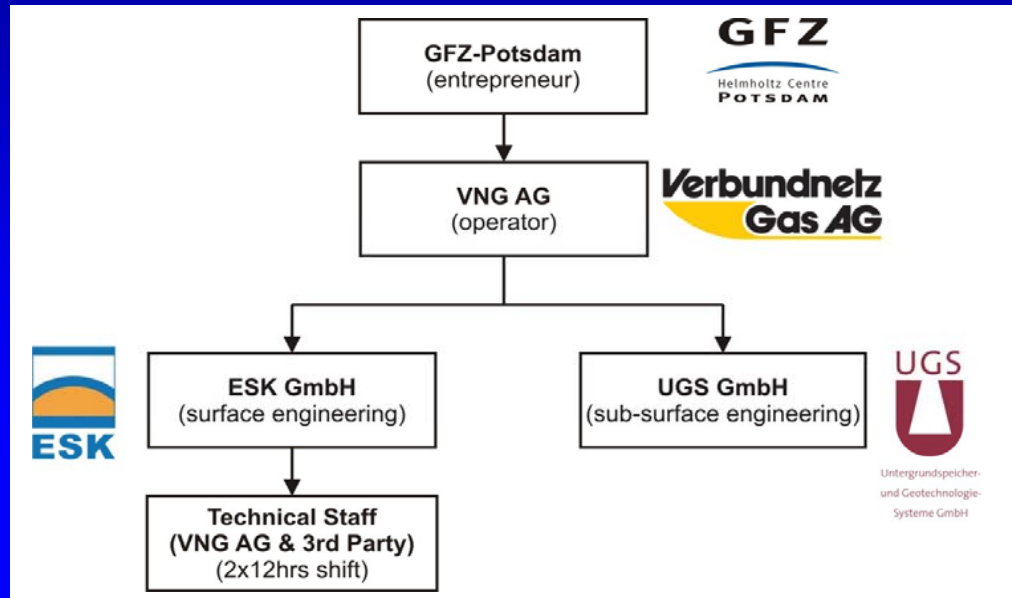 GFZ-Potsdam
(entrepreneur)
GFZ
Helmholtz Centre
POTSDAM
VNG AG
(operator)
Verbundnetz
Gas AG
ESK
ESK GmbH
(surface engineering)
UGS GmbH
(sub-surface engineering)
UGS
Untergrundspeicher-
und Geotechnologie-
Systeme GmbH
Technical Staff
(VNG AG & 3rd Party)
(2x12hrs shift)